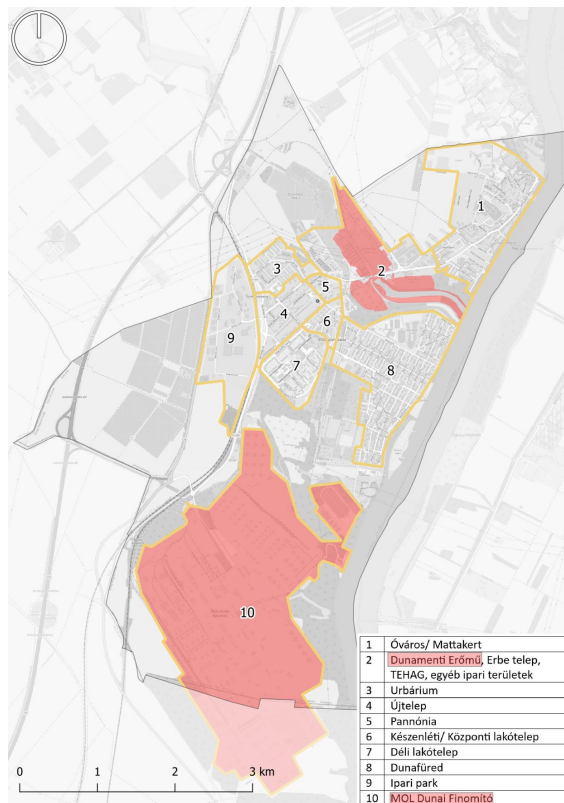 1
2
3
5
4
6
9
7
8
10
1 Óváros/ Mattakert
2 Dunamenti Erőmű, Erbe telep,
TEHAG, egyéb ipari területek
3 Urbárium
4 Újtelep
5 Pannónia
6 Készenléti/ Központi lakótelep
7 Déli lakótelep
8 Dunafüred
9 Ipari park
10 MOL Dunai Finomító
0 1 2 3 km